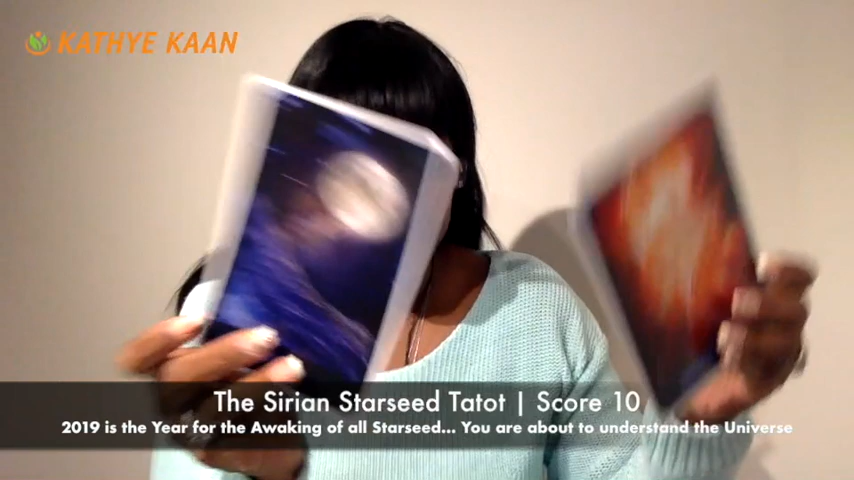 KATHYE KAAN
The Sirian Starseed Tatot | Score 10
2019 is the Year for the Awaking of all Starseed... You are about to understand the Universe